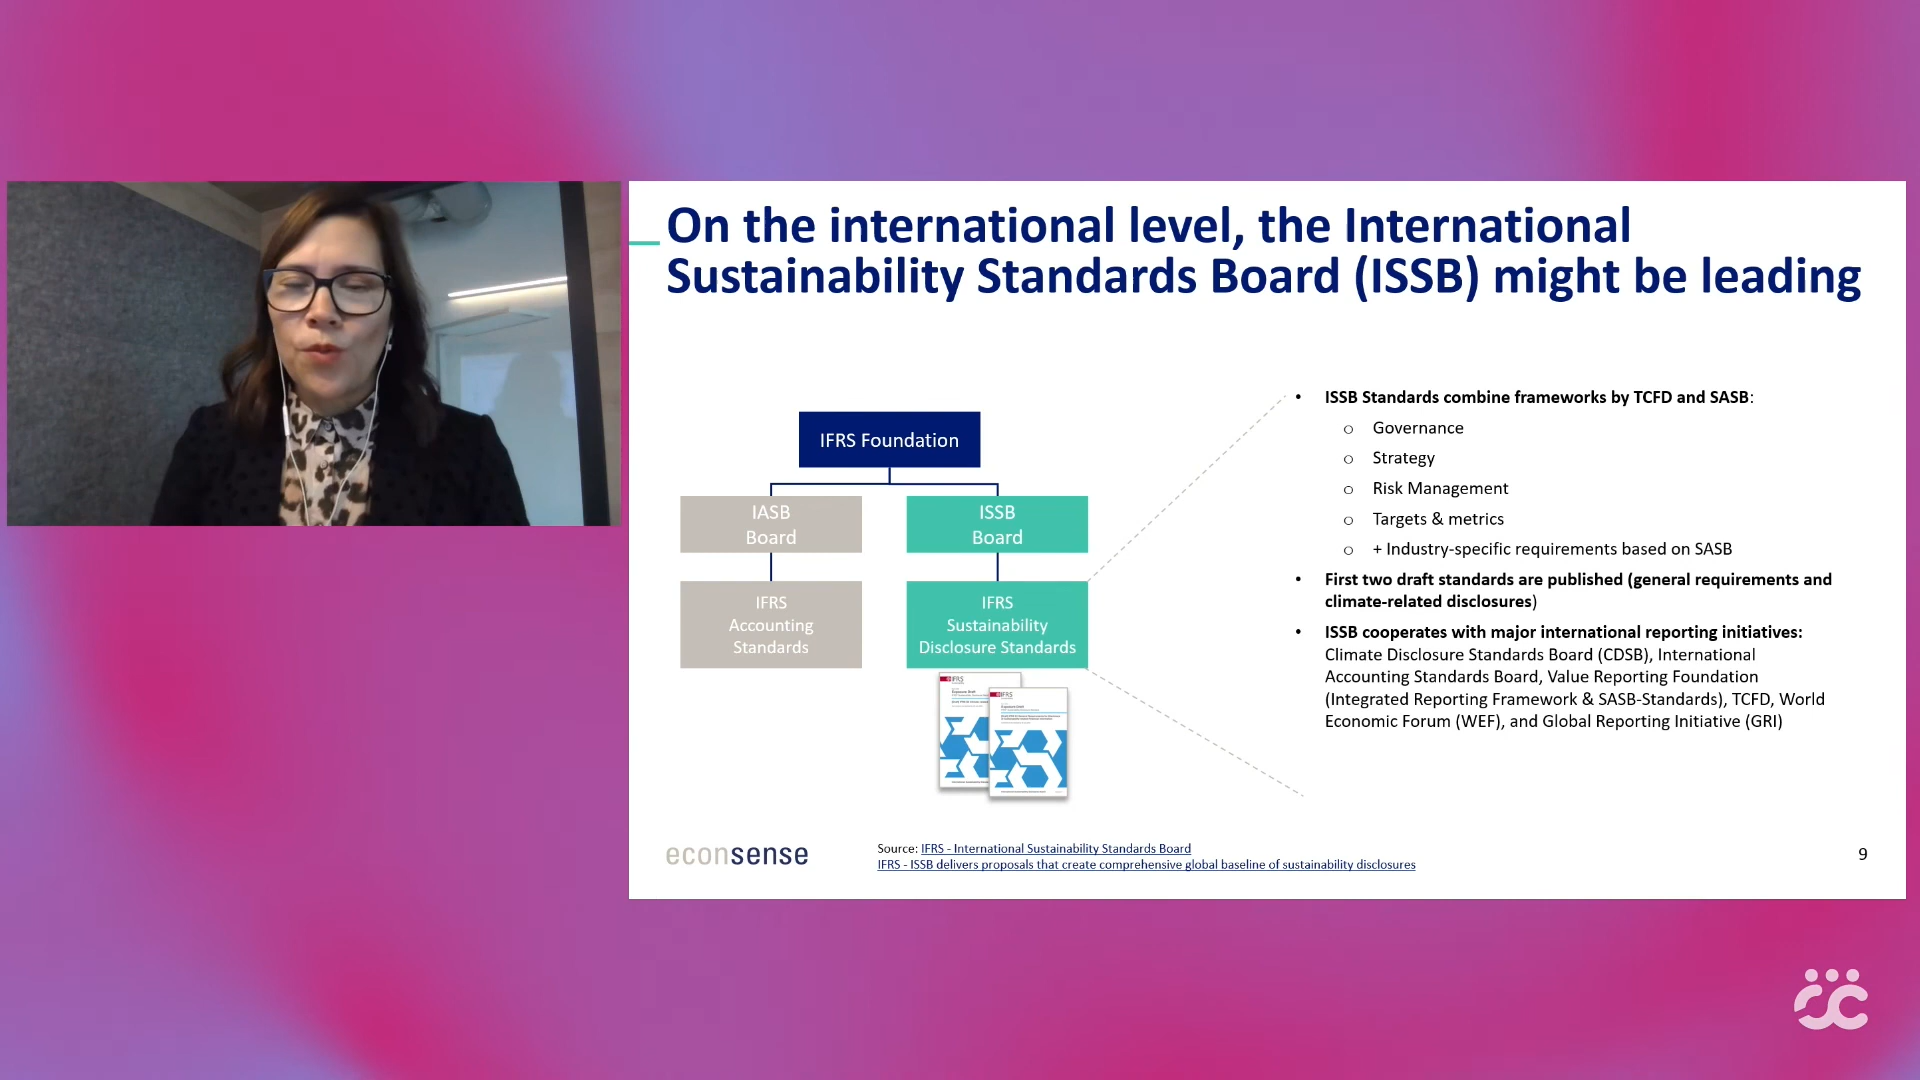 On the international level, the International
Sustainability Standards Board (ISSB) might be leading
IFRS Foundation
IASB
Board
ISSB
Board
IFRS
Accounting
Standards
IFRS
Sustainability
Disclosure Standards
IFRS
IFRS
• ISSB Standards combine frameworks by TCFD and SASB:
o Governance
o Strategy
o Risk Management
o Targets & metrics
o + Industry-specific requirements based on SASB
• First two draft standards are published (general requirements and
climate-related disclosures)
• ISSB cooperates with major international reporting initiatives:
Climate Disclosure Standards Board (CDSB), International
Accounting Standards Board, Value Reporting Foundation
(Integrated Reporting Framework & SASB-Standards), TCFD, World
Economic Forum (WEF), and Global Reporting Initiative (GRI)
econsense
Source: IFRS - International Sustainability Standards Board
IFRS - ISSB delivers proposals that create comprehensive global baseline of sustainability disclosures
9